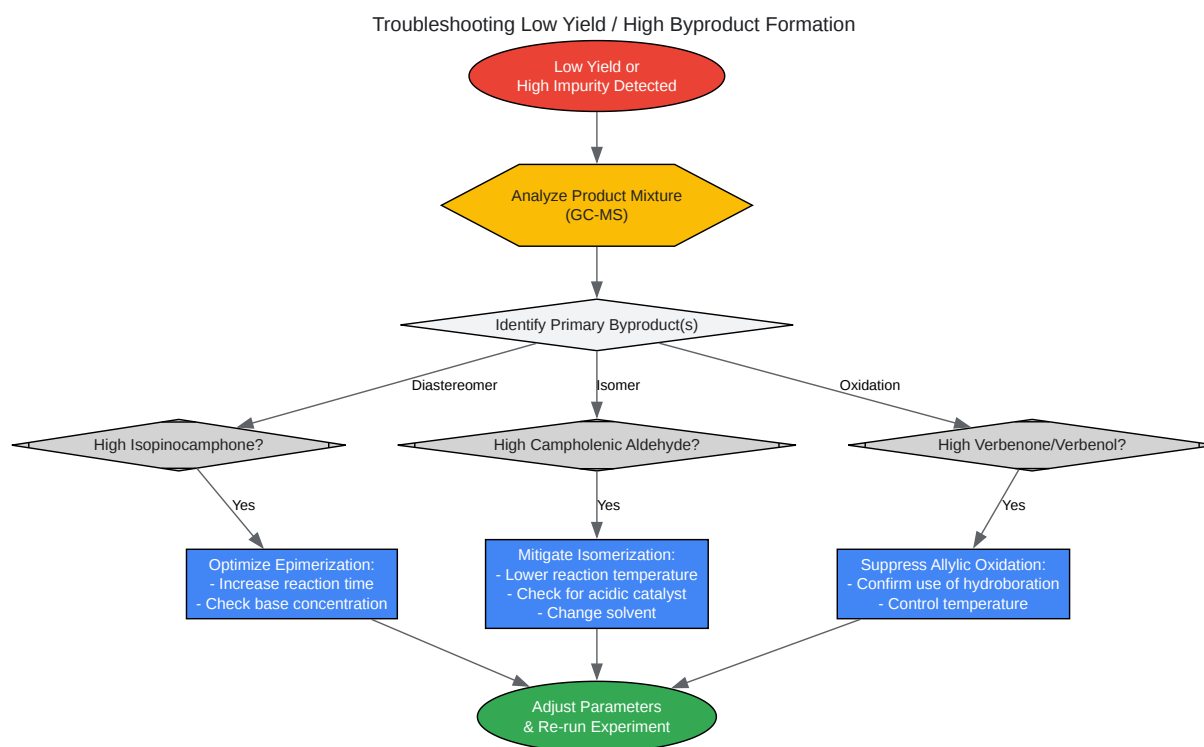 Troubleshooting Low Yield / High Byproduct Formation
Low Yield or
High Impurity Detected
Analyze Product Mixture
(GC-MS)
Identify Primary Byproduct(s)
Diastereomer
Isomer
Oxidation
High Isopinocamphone?
High Campholenic Aldehyde?
High Verbenone/Verbenol?
Yes
Yes
Yes
Optimize Epimerization:
- Increase reaction time
- Check base concentration
Mitigate Isomerization:
- Lower reaction temperature
- Check for acidic catalyst
- Change solvent
Suppress Allylic Oxidation:
- Confirm use of hydroboration
- Control temperature
Adjust Parameters
& Re-run Experiment